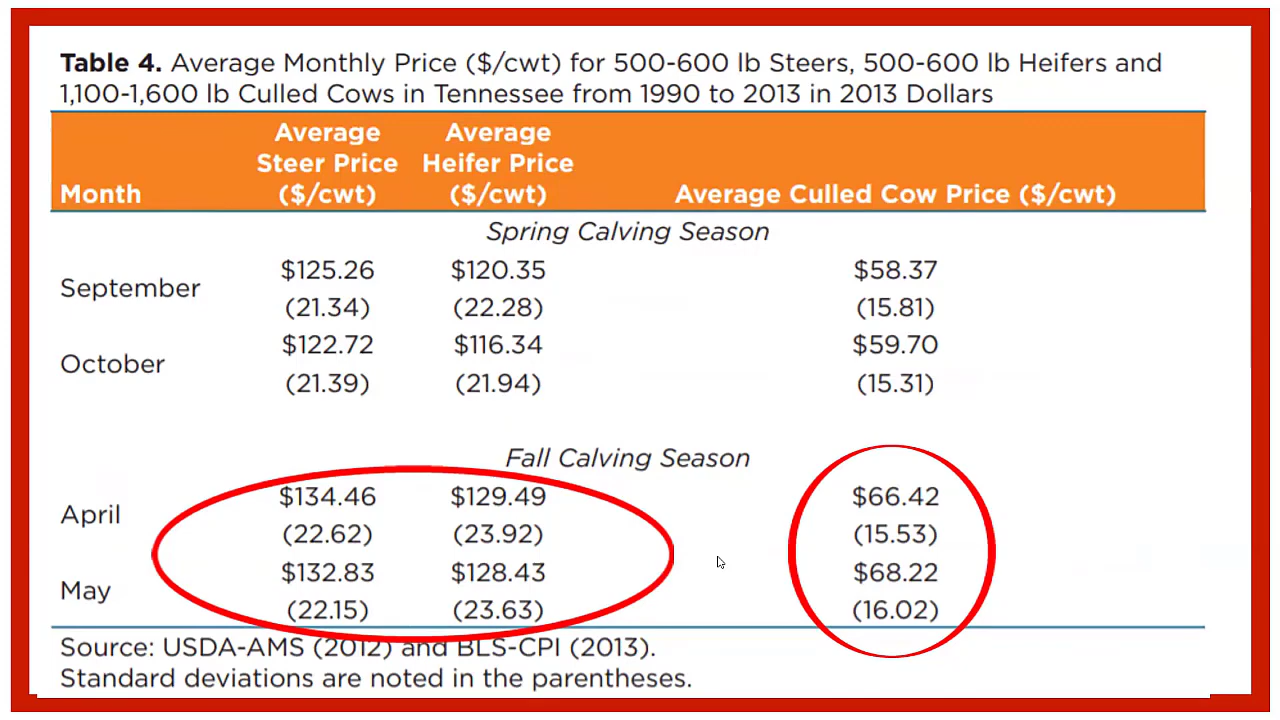 Table 4. Average Monthly Price ($/cwt) for 500-600 lb Steers, 500-600 lb Heifers and
1,100-1,600 lb Culled Cows in Tennessee from 1990 to 2013 in 2013 Dollars
Month Average Steer Price ($/cwt) Average Heifer Price ($/cwt) Average Culled Cow Price ($/cwt)
Spring Calving Season
September $125.26 $120.35 $58.37
(21.34) (22.28) (15.81)
October $122.72 $116.34 $59.70
(21.39) (21.94) (15.31)
Fall Calving Season
April $134.46 $129.49 $66.42
(22.62) (23.92) (15.53)
May $132.83 $128.43 $68.22
(22.15) (23.63) (16.02)
Source: USDA-AMS (2012) and BLS-CPI (2013).
Standard deviations are noted in the parentheses.